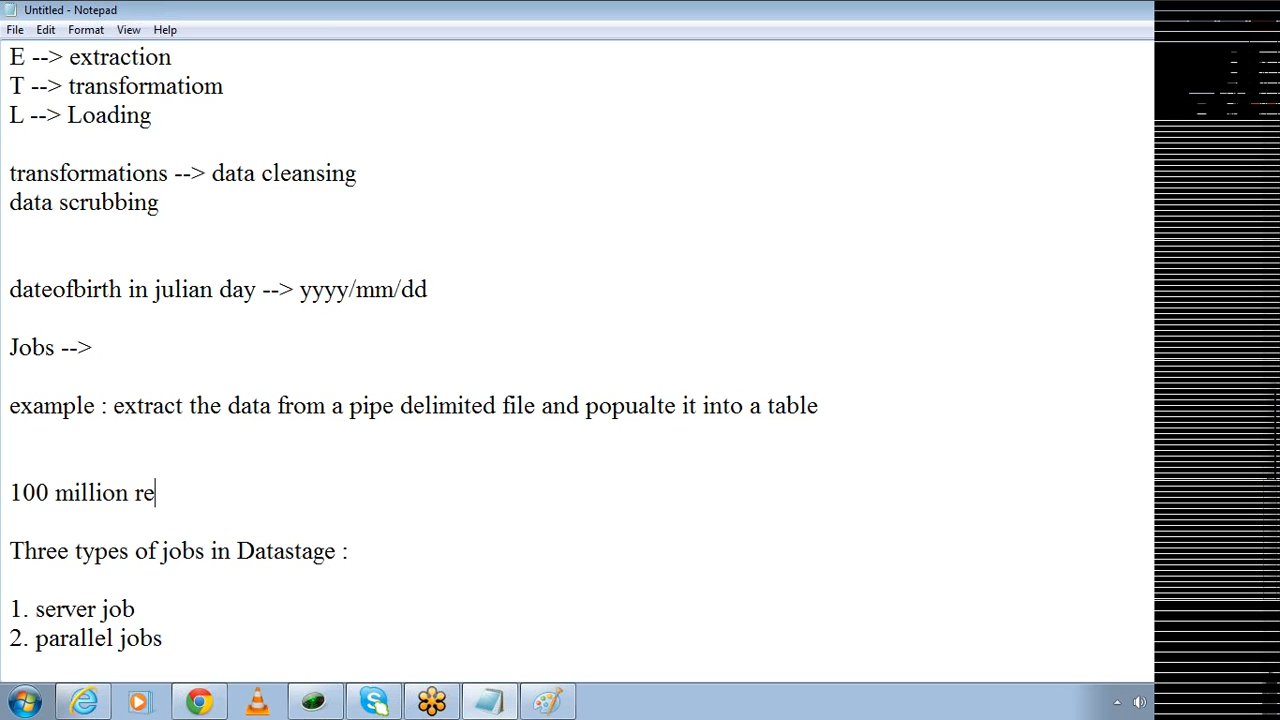 Untitled - Notepad
File Edit Format View Help
E --> extraction
T --> transformatiom
L --> Loading
transformations --> data cleansing
data scrubbing
dateofbirth in julian day --> yyyy/mm/dd
Jobs -->
example : extract the data from a pipe delimited file and popualte it into a table
100 million re
Three types of jobs in Datastage :
1. server job
2. parallel jobs